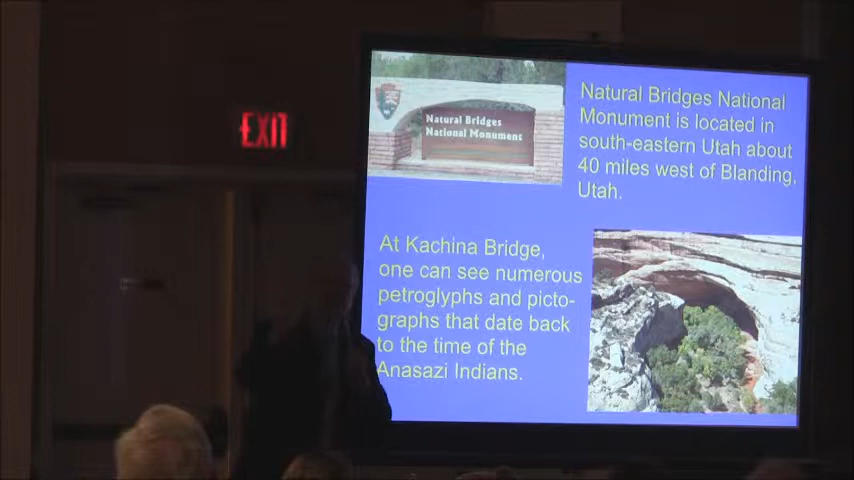 EXIT
Natural Bridges
National Monument
Natural Bridges National
Monument is located in
south-eastern Utah about
40 miles west of Blanding,
Utah.
At Kachina Bridge,
one can see numerous
petroglyphs and picto-
graphs that date back
to the time of the
Anasazi Indians.